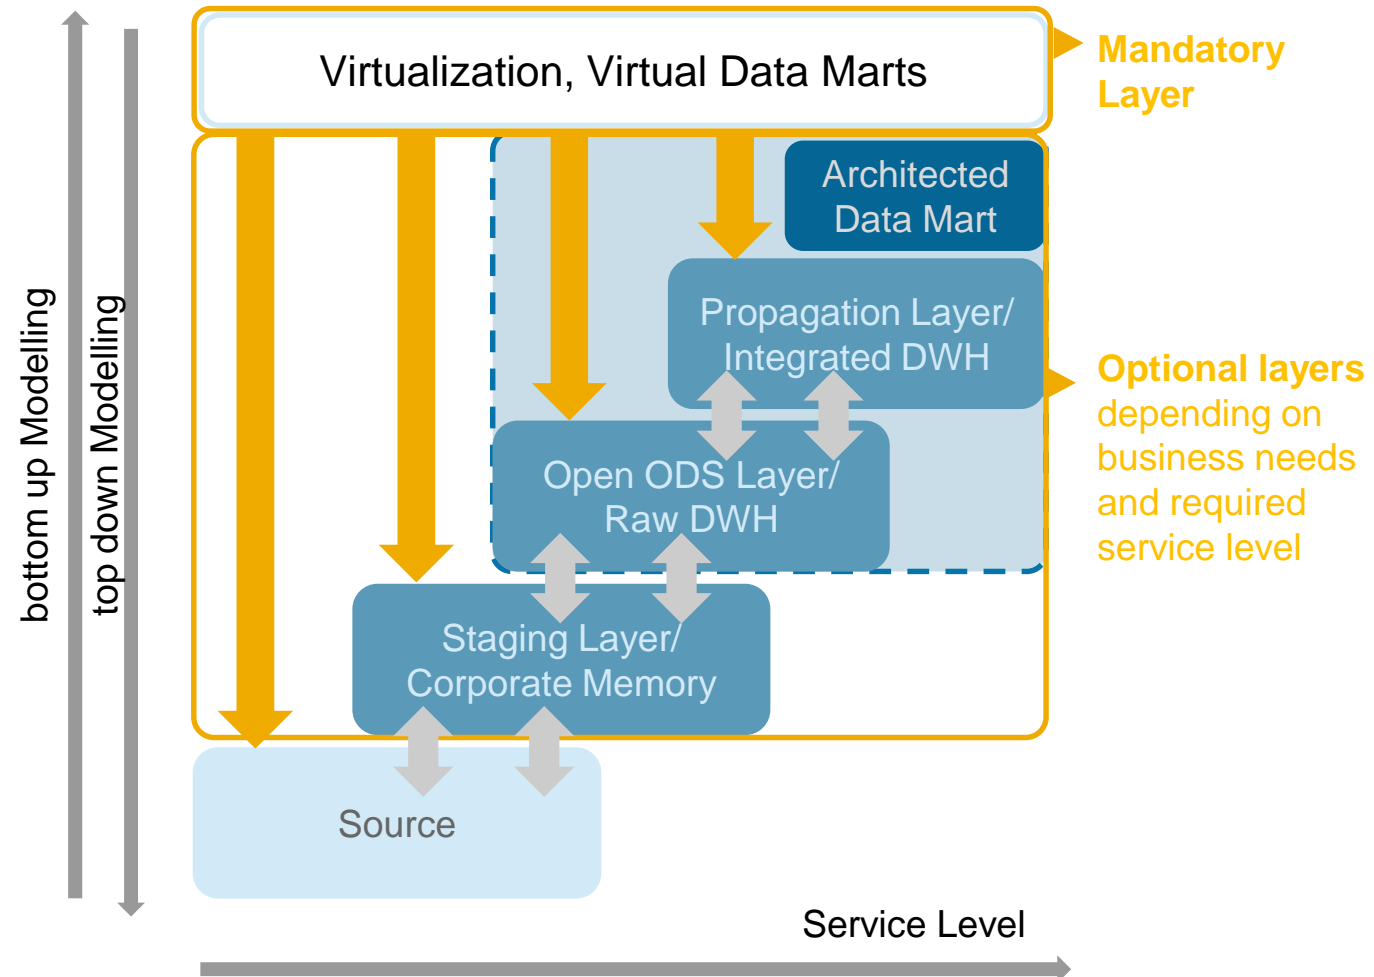 Virtualization, Virtual Data Marts
Mandatory
Layer
Architected
Data Mart
Propagation Layer/
Integrated DWH
Optional layers
depending on
business needs
and required
service level
Open ODS Layer/
Raw DWH
Staging Layer/
Corporate Memory
Source
bottom up Modelling
top down Modelling
Service Level